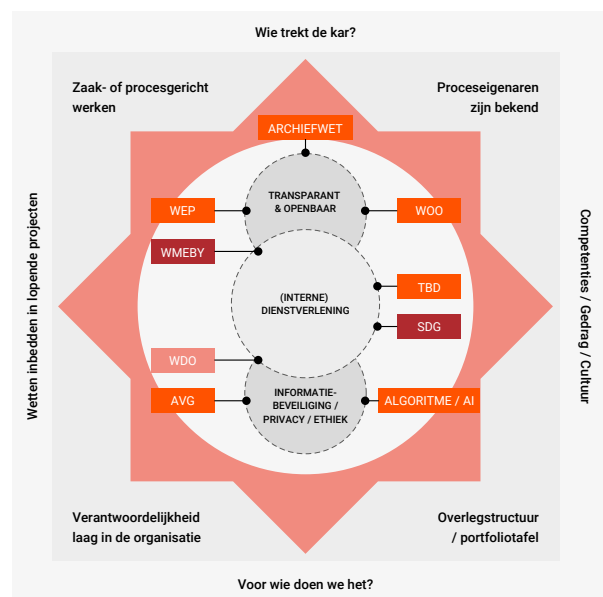 Wie trekt de kar?
Zaak- of procesgericht
werken
Proceseigenaren
zijn bekend
ARCHIEFWET
TRANSPARANT
& OPENBAAR
WEP
WOO
WMEBY
(INTERNE)
DIENSTVERLENING
TBD
SDG
WDO
AVG
INFORMATIE-
BEVEILIGING /
PRIVACY / ETHIEK
ALGORITME / AI
Wetten inbedden in lopende projecten
Competenties / Gedrag / Cultuur
Verantwoordelijkheid
laag in de organisatie
Overlegstructuur
/ portfoliotafel
Voor wie doen we het?